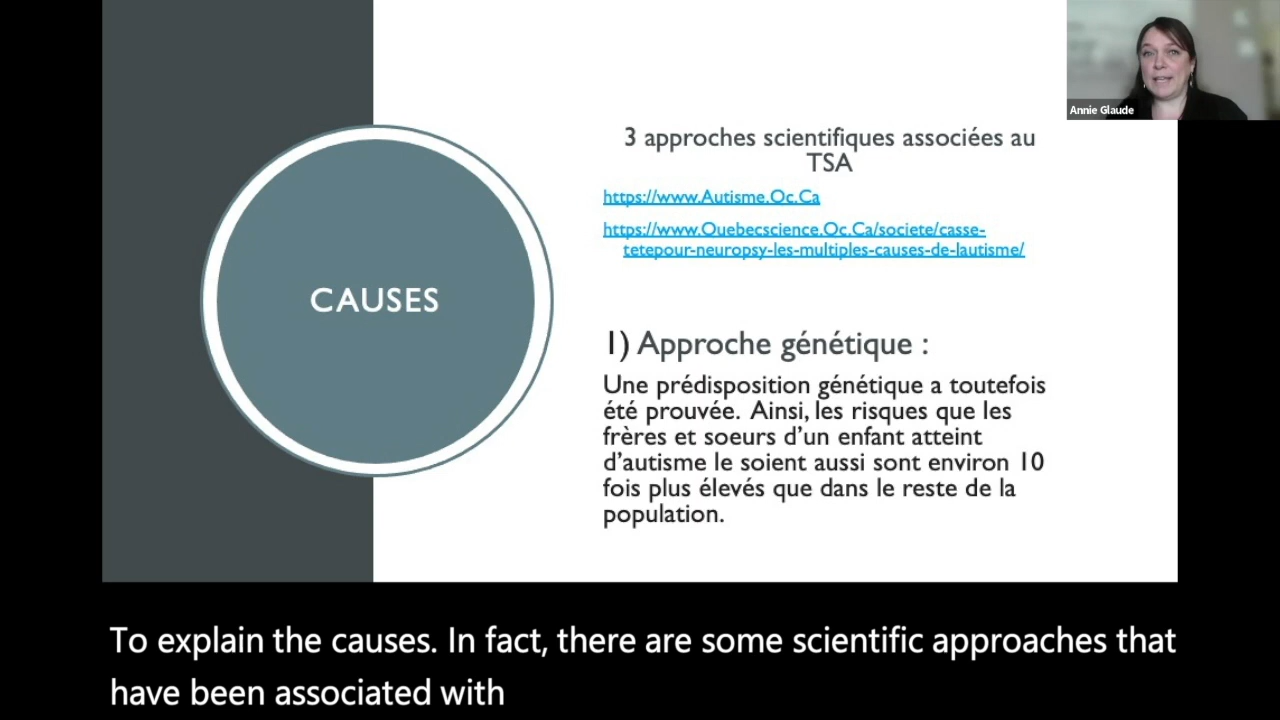 Annie Glaude
3 approches scientifiques associées au
TSA
https://www.Autisme.Qc.Ca
https://www.Quebecscience.Qc.Ca/societe/casse-
tetepour-neuropsy-les-multiples-causes-de-lautisme/
CAUSES
1) Approche génétique :
Une prédisposition génétique a toutefois
été prouvée. Ainsi, les risques que les
frères et soeurs d’un enfant atteint
d’autisme le soient aussi sont environ 10
fois plus élevés que dans le reste de la
population.
To explain the causes. In fact, there are some scientific approaches that
have been associated with